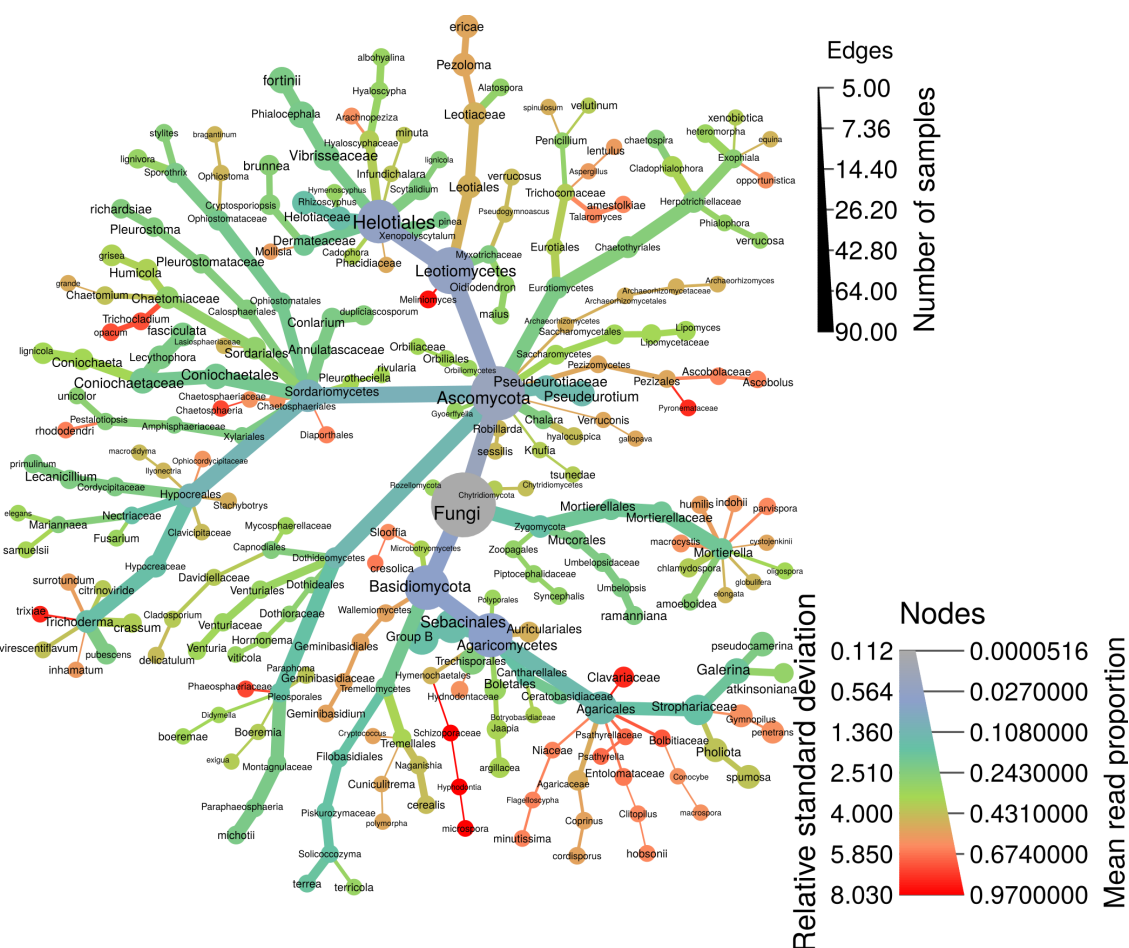 ericae
Pezoloma
albohyalina
fortinii
Hyaloscypha
Alatospora
Phialocephala
Arachnopeziza
Leotiaceae
spinulosum
velutinum
xenobiotica
stylites
bragantinum
minuta
Hyaloscyphaceae
Penicillium
chaetospira
heteromorpha
equina
lignivora
Vibrisseaceae
lignicola
lentulus
Exophiala
Sporothrix
Ophiostoma
brunnea
Infundichalara
verrucosus
Aspergillus
Cladophialophora
opportunistica
Hymenoscyphus
Scytalidium
Leotiales
Trichocomaceae
Rhizoscyphus
Cryptosporiopsis
amestolkiae
Herpotrichiellaceae
richardsiae
Ophiostomataceae
Helotiaceae
Helotiales
pinea
Pseudogymnoascus
Talaromyces
Pleurostoma
Xenopolyscytalum
Phialophora
Dermateaceae
Eurotiales
Chaetothyriales
verrucosa
grisea
Mollisia
Cadophora
Myxotrichaceae
Humicola
Pleurostomataceae
Phacidiaceae
Leotiomycetes
grande
Oidiodendron
Eurotiomycetes
Archaeorhizomyces
Chaetomium
Chaetomiaceae
Ophiostomatales
Meliniomyces
Archaeorhizomycetaceae
Archaeorhizomycetales
Calosphaeriales
dupliciascosporum
maius
Trichocladium
Conlarium
Archaeorhizomycetes
opacum
fasciculata
Saccharomycetales
Lipomyces
Lasiosphaeriaceae
Orbiliaceae
Lipomycetaceae
lignicola
Lecythophora
Sordariales
Annulatascaceae
Orbiliales
Saccharomycetes
Coniochaeta
rivularia
Orbiliomycetes
Pezizomycetes
Coniochaetales
Pleurotheciella
Pseudeurotiaceae
Pezizales
Ascobolaceae
Coniochaetaceae
Sordariomycetes
Ascomycota
Pseudeurotium
Ascobolus
unicolor
Chaetosphaeriaceae
Chaetosphaeria
Chaetosphaeriales
Gyoerffyella
Pyronemataceae
Pestalotiopsis
Amphisphaeriaceae
Chalara
Verruconis
rhododendri
Xylariales
Diaporthales
Robillarda
hyalocuspica
gallopava
macrodidyma
sessilis
Knufia
primulinum
Ophiocordycipitaceae
Ilyonectria
tsunedae
Lecanicillium
Cordycipitaceae
Hypocreales
Rozellomycota
Chytridiomycetes
Chytridiomycota
Stachybotrys
Fungi
Mortierellales
humilis
indohii
parvispora
elegans
Nectriaceae
Mortierellaceae
Mariannaea
Mycosphaerellaceae
Zygomycota
Fusarium
Clavicipitaceae
Slooffia
Mucorales
macrocystis
cystojenkinii
samuelsii
Capnodiales
Microbotryomycetes
Zoopagales
Mortierella
Dothideomycetes
Umbelopsidaceae
chlamydospora
oligospora
Hypocreaceae
cresolica
Piptocephalidaceae
surrotundum
Davidiellaceae
Dothideales
Basidiomycota
Umbelopsis
globulifera
citrinoviride
Venturiales
Syncephalis
elongata
trixiae
Wallemiomycetes
Polyporales
amoeboidea
Trichoderma
Cladosporium
Dothioraceae
ramanniana
crassum
Venturiaceae
Sebacinales
Auriculariales
Group B
virescentiflavum
Hormonema
Geminibasidiales
Agaricomycetes
pseudocamerina
pubescens
Venturia
viticola
delicatulum
Trechisporales
inhamatum
Paraphoma
Hymenochaetales
Cantharellales
Galerina
Geminibasidiaceae
Boletales
Clavariaceae
atkinsoniana
Phaeosphaeriaceae
Tremellomycetes
Hydnodontaceae
Ceratobasidiaceae
Pleosporales
Agaricales
Strophariaceae
Didymella
Geminibasidium
Botryobasidiaceae
Gymnopilus
boeremae
Boeremia
Cryptococcus
Schizoporaceae
Jaapia
Psathyrellaceae
Bolbitiaceae
penetrans
Tremellales
Niaceae
Psathyrella
Pholiota
exigua
Filobasidiales
Naganishia
argillacea
Entolomataceae
spumosa
Montagnulaceae
Cuniculitrema
Hyphodontia
Agaricaceae
Conocybe
Paraphaeosphaeria
cerealis
Flagelloscypha
Piskurozymaceae
Clitopilus
macrospora
michotii
polymorpha
microspora
Coprinus
minutissima
Solicoccozyma
cordisporus
hobsonii
terrea
terricola
Edges
5.00
7.36
14.40
26.20
42.80
64.00
90.00
Number of samples
Nodes
0.112 0.0000516
0.564 0.0270000
1.360 0.1080000
2.510 0.2430000
4.000 0.4310000
5.850 0.6740000
8.030 0.9700000
Relative standard deviation
Mean read proportion